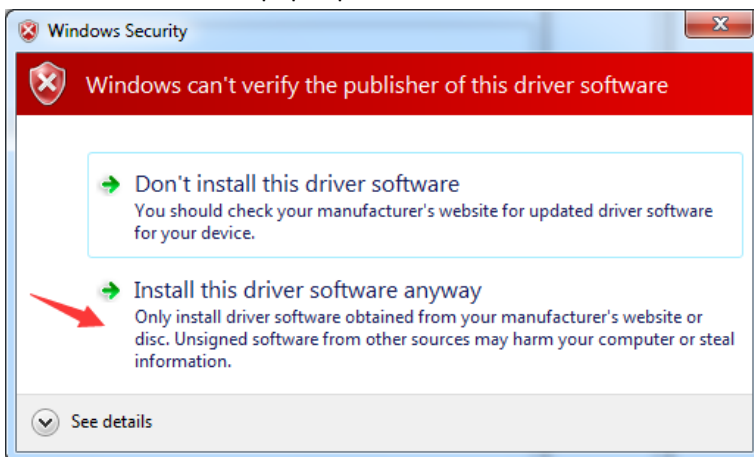 Windows Security
Windows can't verify the publisher of this driver software
Don't install this driver software
You should check your manufacturer's website for updated driver software
for your device.
Install this driver software anyway
Only install driver software obtained from your manufacturer's website or
disc. Unsigned software from other sources may harm your computer or steal
information.
See details